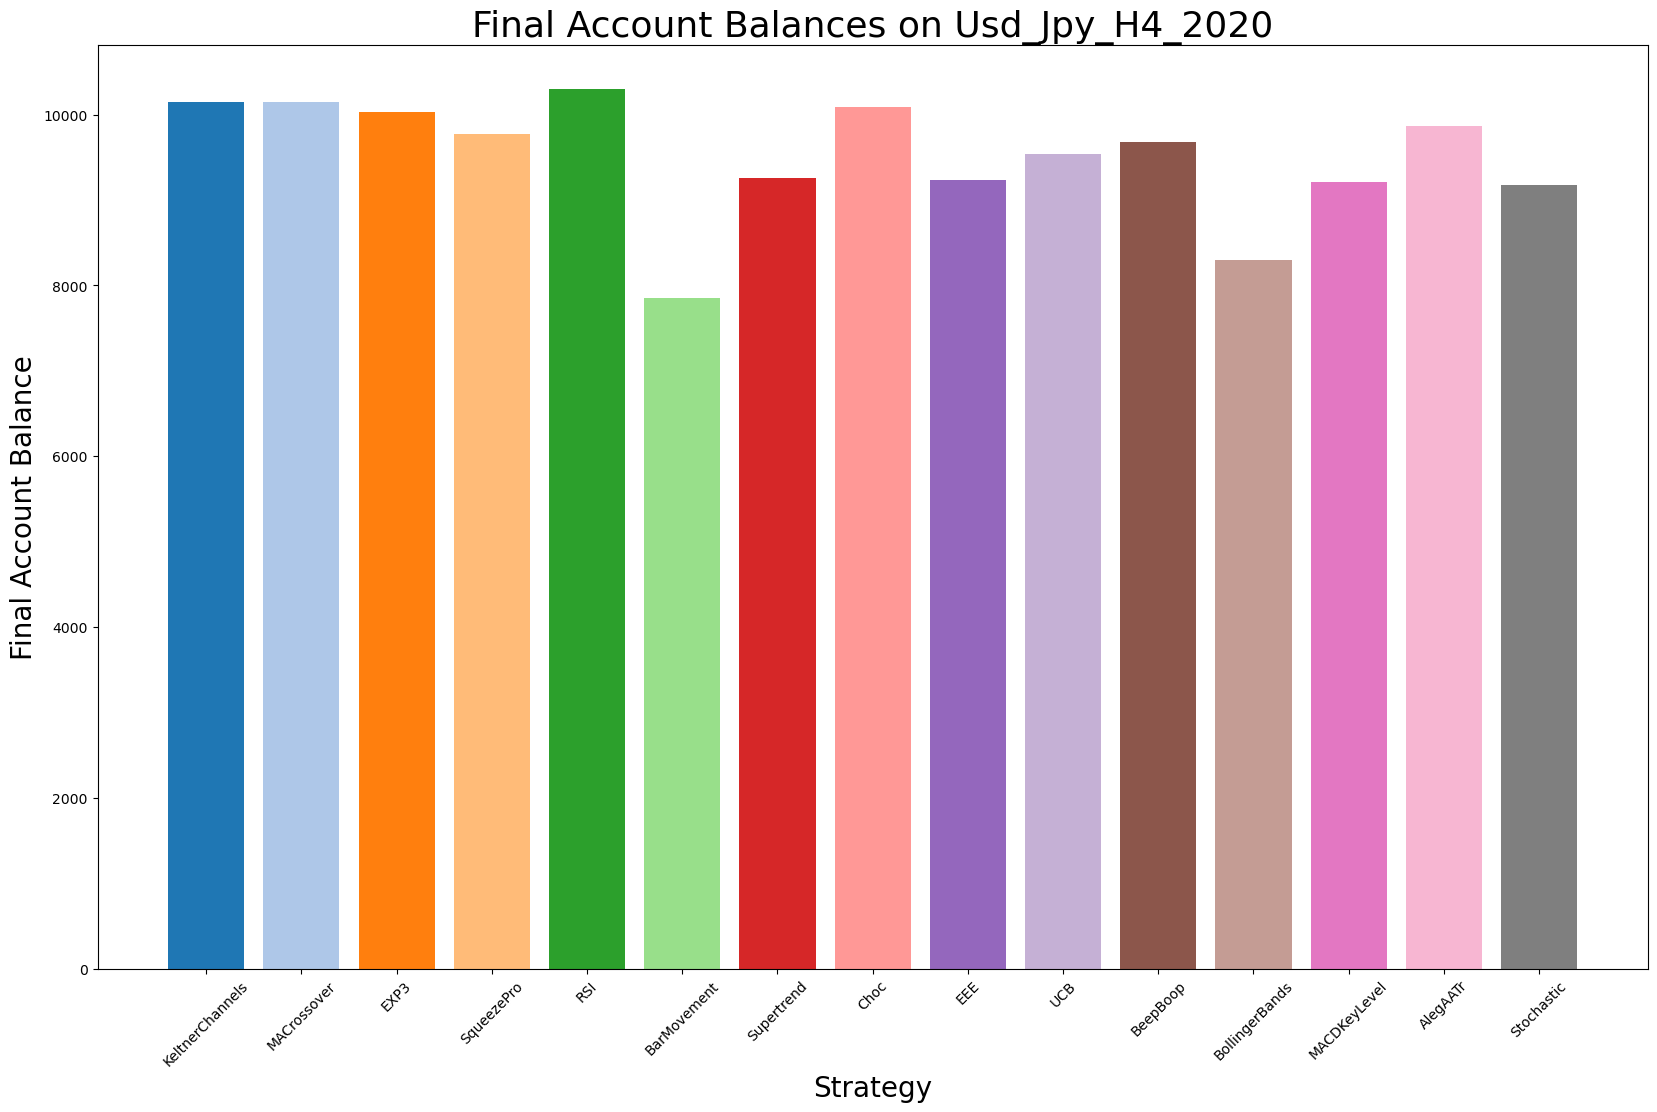 Final Account Balances on Usd_Jpy_H4_2020
Final Account Balance
10000
8000
6000
4000
2000
0
KeltnerChannels
MACrossover
EXP3
SqueezePro
RSI
BarMovement
Supertrend
Choc
EEE
UCB
BeepBoop
BollingerBands
MACDKeyLevel
AlegAATr
Stochastic
Strategy